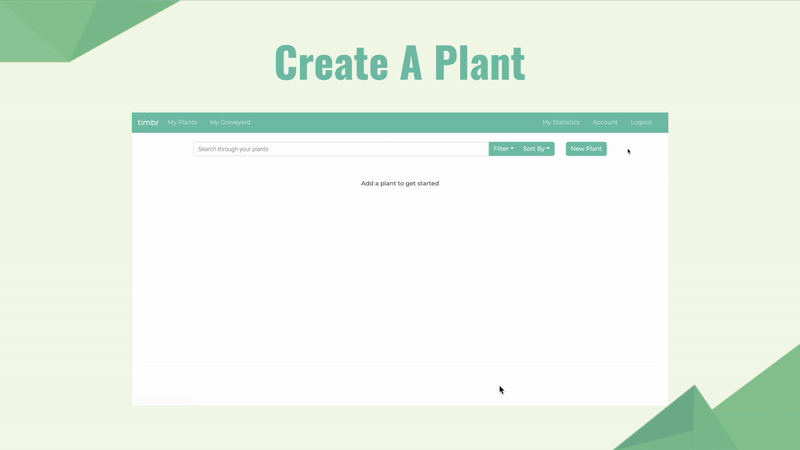 Create A Plant
timbr My Plants My Graveyard My Statistics Account Logout
Search through your plants Filter Sort By New Plant
Add a plant to get started